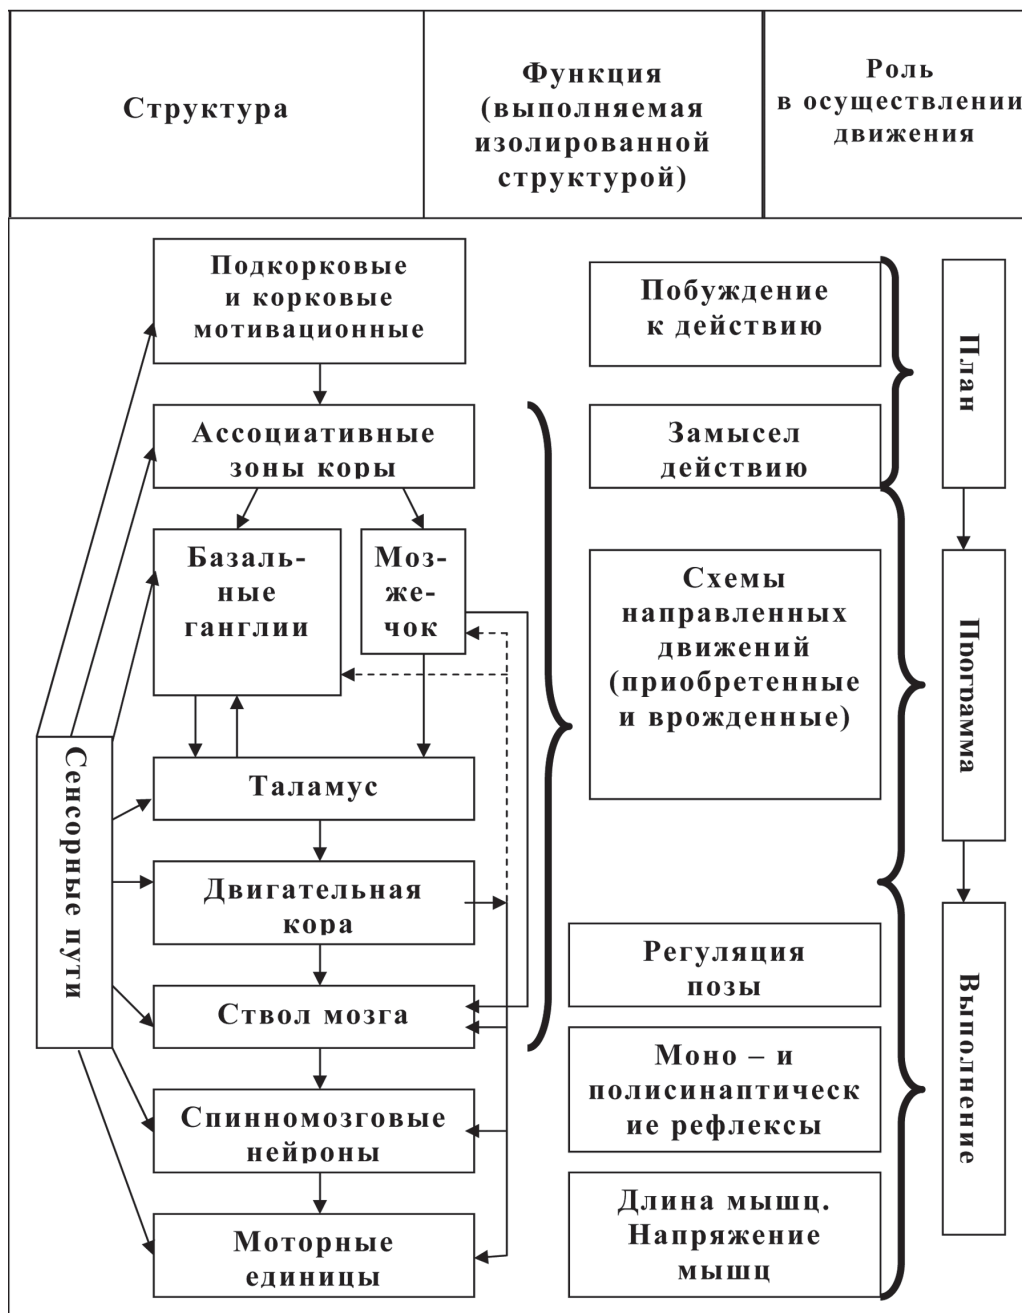 Структура
Функция
(выполняемая
изолированной
структурой)
Роль
в осуществлении
движения
Подкорковые
и корковые
мотивационные
Ассоциативные
зоны коры
Базаль-
ные
ганглии
Моз-
же-
чок
Таламус
Двигательная
кора
Ствол мозга
Спинномозговые
нейроны
Моторные
единицы
Сенсорные пути
Побуждение
к действию
Замысел
действию
Схемы
направленных
движений
(приобретенные
и врожденные)
Регуляция
позы
Моно – и
полисинаптическ
ие рефлексы
Длина мышц.
Напряжение
мышц
План
Программа
Выполнение